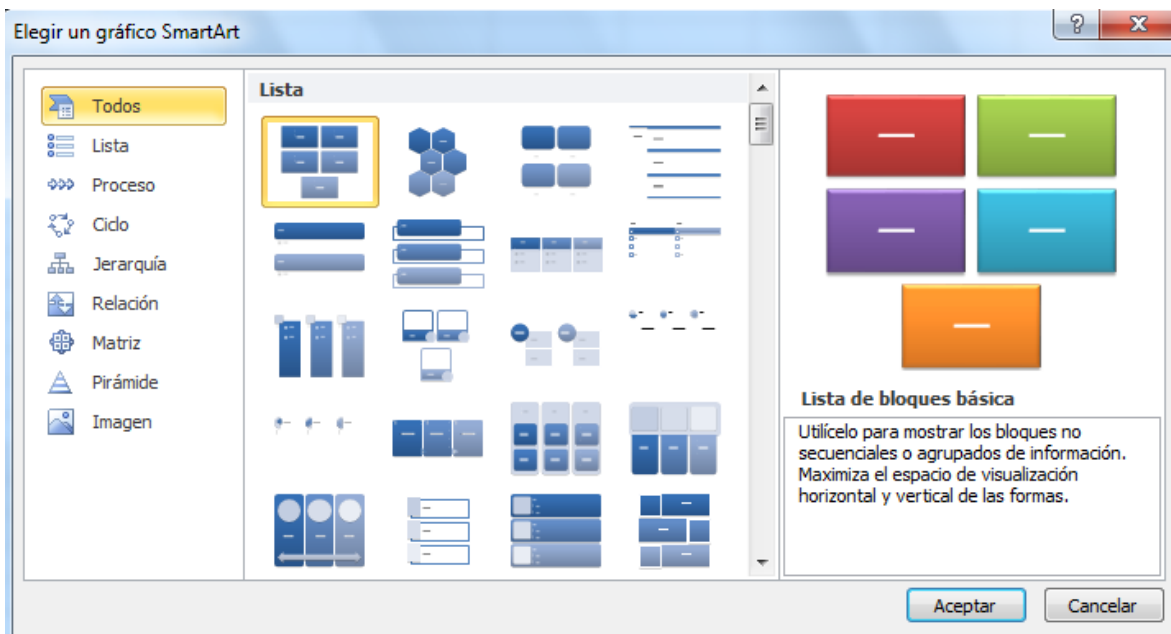 Elegir un gráfico SmartArt
Todos
Lista
Proceso
Ciclo
Jerarquía
Relación
Matriz
Pirámide
Imagen
Lista
Lista de bloques básica
Utilícelo para mostrar los bloques no
secuenciales o agrupados de información.
Maximiza el espacio de visualización
horizontal y vertical de las formas.
Aceptar
Cancelar